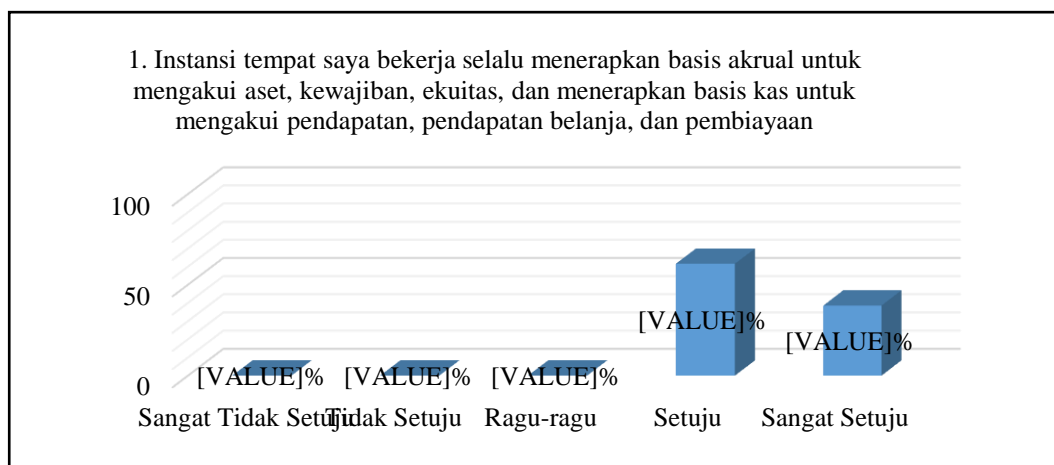 1. Instansi tempat saya bekerja selalu menerapkan basis akrual untuk
mengakui aset, kewajiban, ekuitas, dan menerapkan basis kas untuk
mengakui pendapatan, pendapatan belanja, dan pembiayaan
100
50
0
[VALUE]%
[VALUE]%
[VALUE]%
[VALUE]%
[VALUE]%
Sangat Tidak Setuju
Tidak Setuju
Ragu-ragu
Setuju
Sangat Setuju